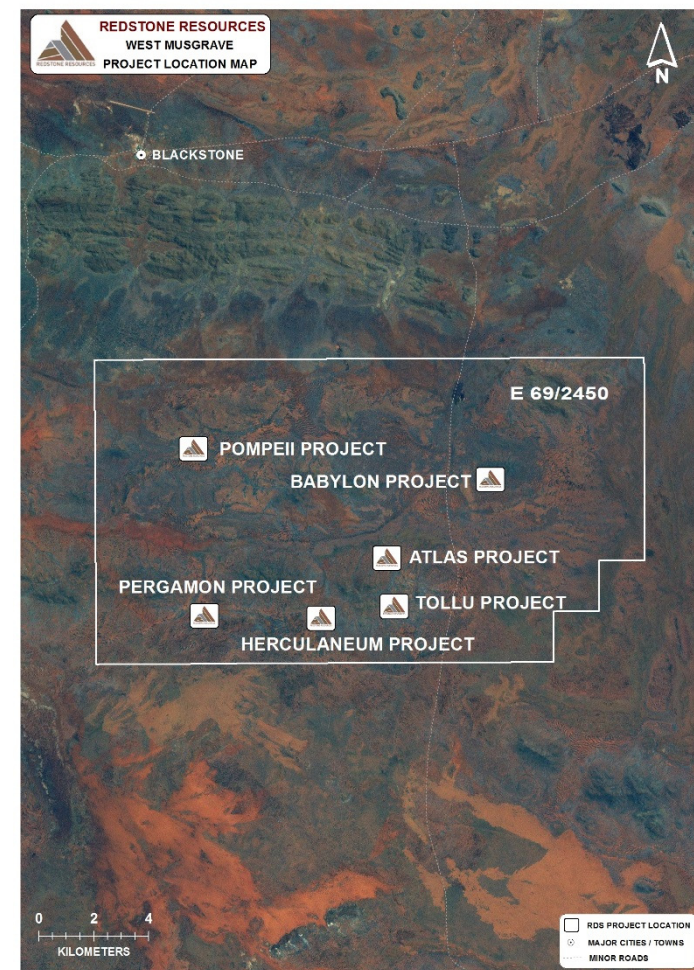 REDSTONE RESOURCES
WEST MUSGRAVE
PROJECT LOCATION MAP
REDSTONE RESOURCES
N
BLACKSTONE
E 69/2450
POMPEII PROJECT
BABYLON PROJECT
ATLAS PROJECT
PERGAMON PROJECT
TOLLU PROJECT
HERCULANEUM PROJECT
0 2 4
KILOMETERS
RDS PROJECT LOCATION
MAJOR CITIES / TOWNS
MINOR ROADS